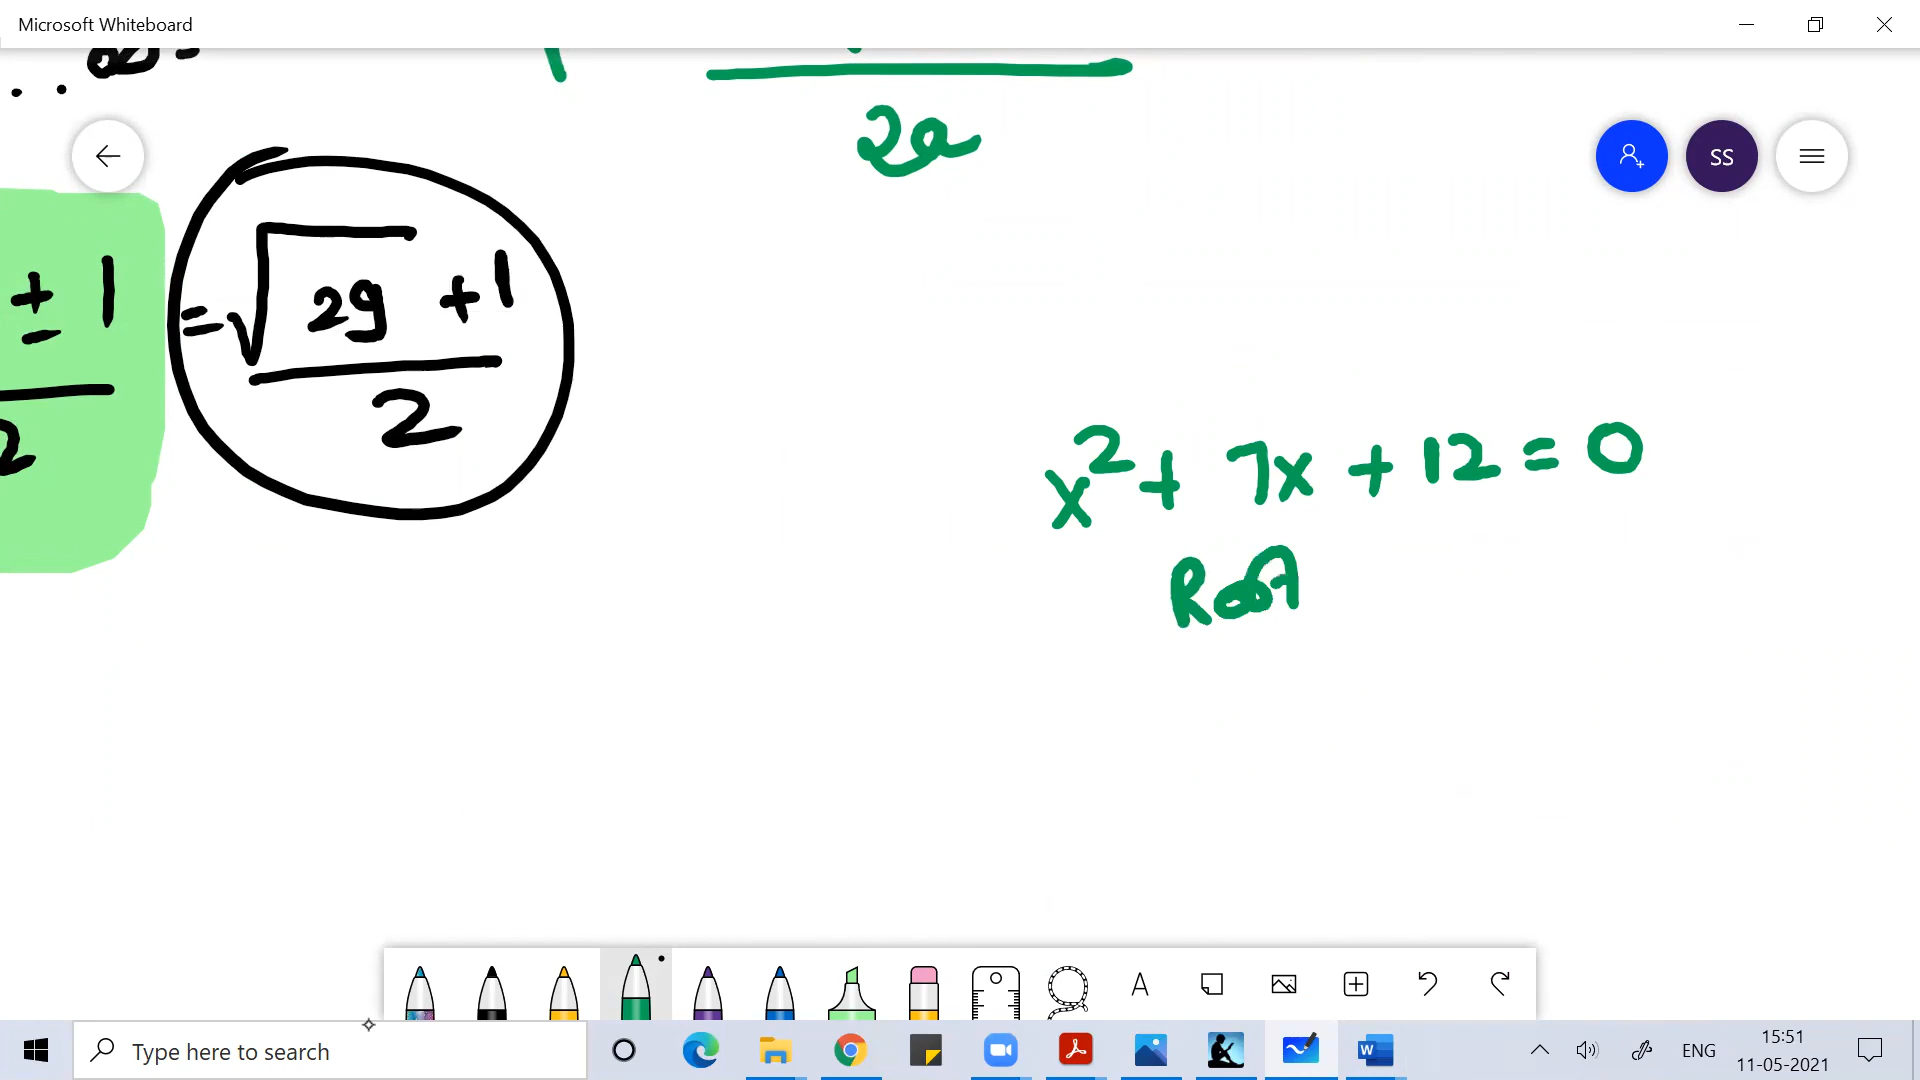 Microsoft Whiteboard
2a
SS
+ 1
2
= √29 + 1
2
x² + 7x + 12 = 0
Root
A
Type here to search
ENG
15:51
11-05-2021